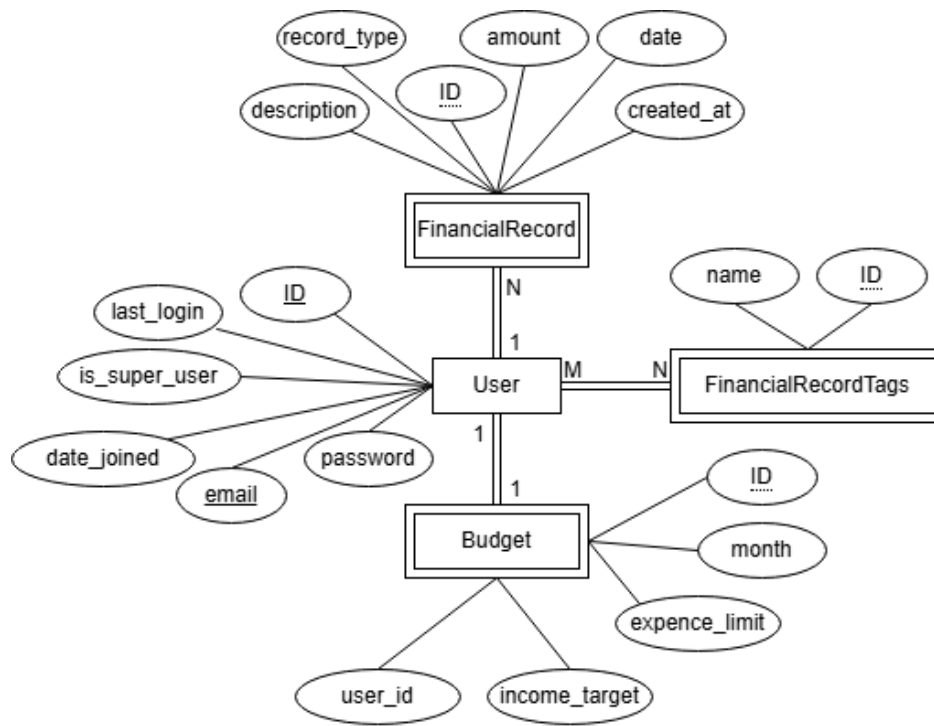 record_type
amount
date
ID
description
created_at
FinancialRecord
N
name
ID
ID
last_login
1
is_super_user
User
M
N
FinancialRecordTags
1
date_joined
password
email
ID
1
Budget
month
expence_limit
user_id
income_target